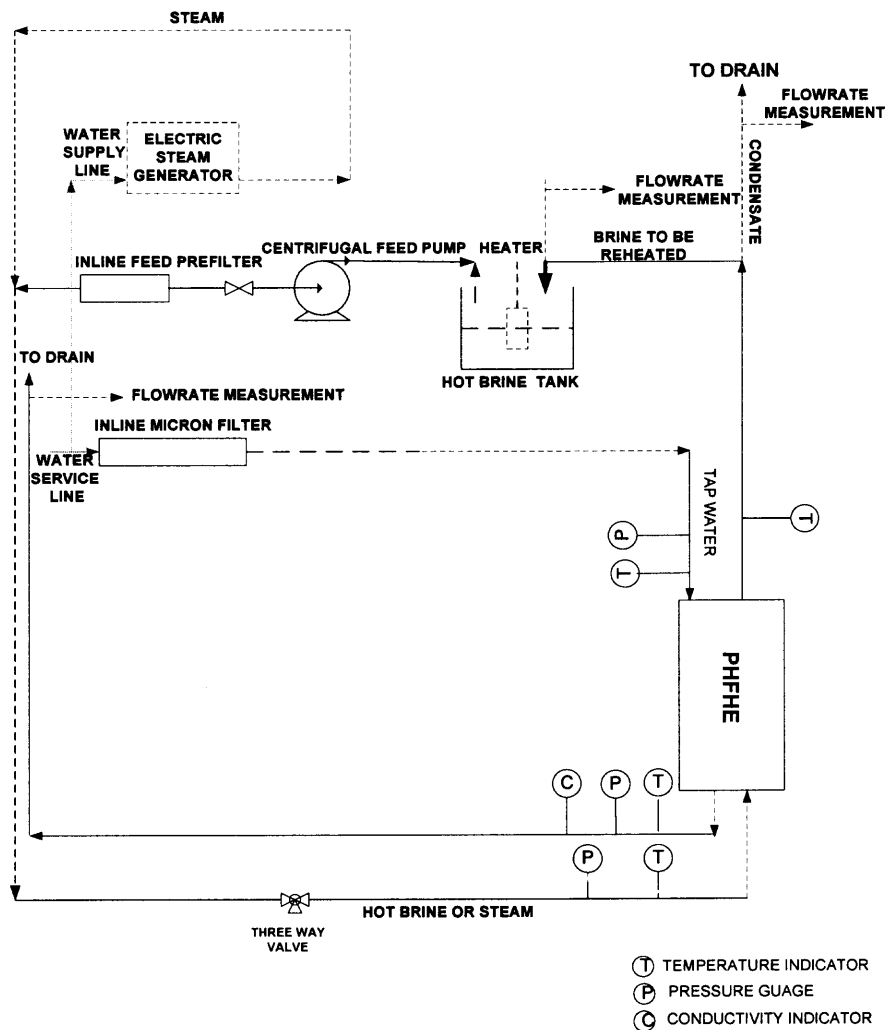 STEAM
TO DRAIN
FLOWRATE
MEASUREMENT
WATER
SUPPLY
LINE
ELECTRIC
STEAM
GENERATOR
CONDENSATE
FLOWRATE
MEASUREMENT
CENTRIFUGAL FEED PUMP
HEATER
BRINE TO BE
REHEATED
INLINE FEED PREFILTER
TO DRAIN
HOT BRINE TANK
FLOWRATE MEASUREMENT
INLINE MICRON FILTER
WATER
SERVICE
LINE
TAP WATER
T
P
T
PHFHE
C
P
T
P
T
HOT BRINE OR STEAM
THREE WAY
VALVE
T TEMPERATURE INDICATOR
P PRESSURE GUAGE
C CONDUCTIVITY INDICATOR